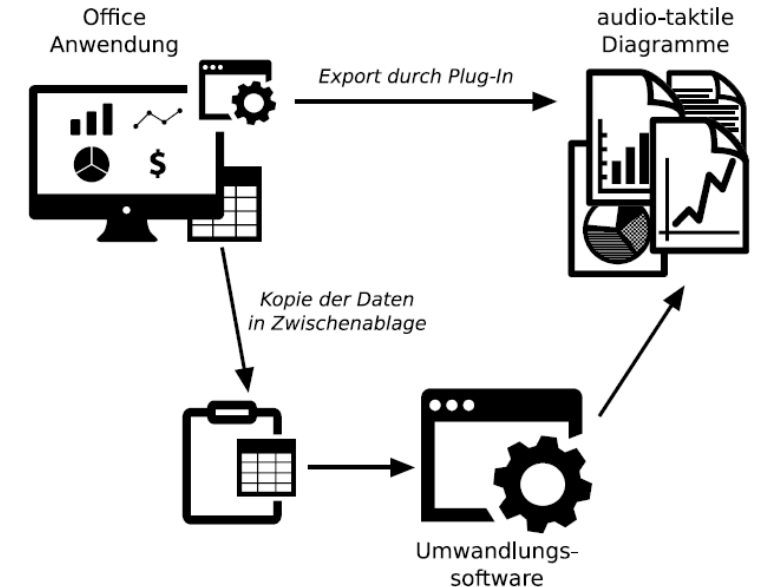 Office
Anwendung
audio-taktile
Diagramme
Export durch Plug-In
$
Kopie der Daten
in Zwischenablage
Umwandlungs-
software